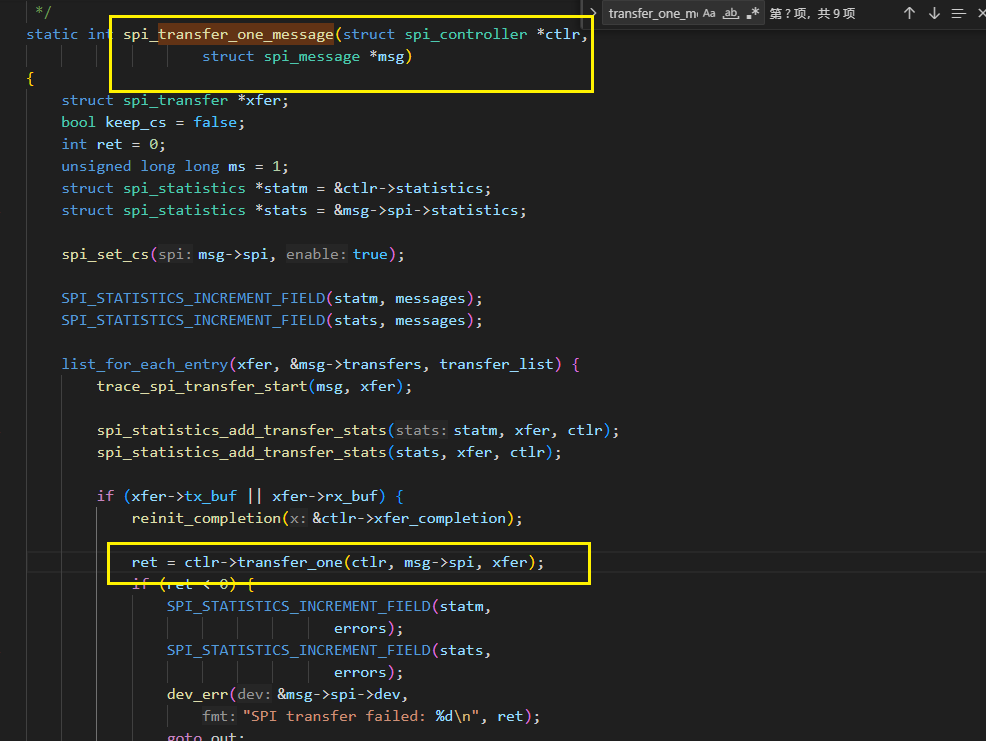 */
transfer_one_m Aa ab .* 第 ? 项, 共 9 项
static int spi_transfer_one_message(struct spi_controller *ctlr,
struct spi_message *msg)
{
struct spi_transfer *xfer;
bool keep_cs = false;
int ret = 0;
unsigned long long ms = 1;
struct spi_statistics *statm = &ctlr->statistics;
struct spi_statistics *stats = &msg->spi->statistics;
spi_set_cs(spi: msg->spi, enable: true);
SPI_STATISTICS_INCREMENT_FIELD(statm, messages);
SPI_STATISTICS_INCREMENT_FIELD(stats, messages);
list_for_each_entry(xfer, &msg->transfers, transfer_list) {
trace_spi_transfer_start(msg, xfer);
spi_statistics_add_transfer_stats(stats: statm, xfer, ctlr);
spi_statistics_add_transfer_stats(stats, xfer, ctlr);
if (xfer->tx_buf || xfer->rx_buf) {
reinit_completion(x: &ctlr->xfer_completion);
ret = ctlr->transfer_one(ctlr, msg->spi, xfer);
if (ret < 0) {
SPI_STATISTICS_INCREMENT_FIELD(statm,
errors);
SPI_STATISTICS_INCREMENT_FIELD(stats,
errors);
dev_err(dev: &msg->spi->dev,
fmt: "SPI transfer failed: %d\n", ret);
goto out;